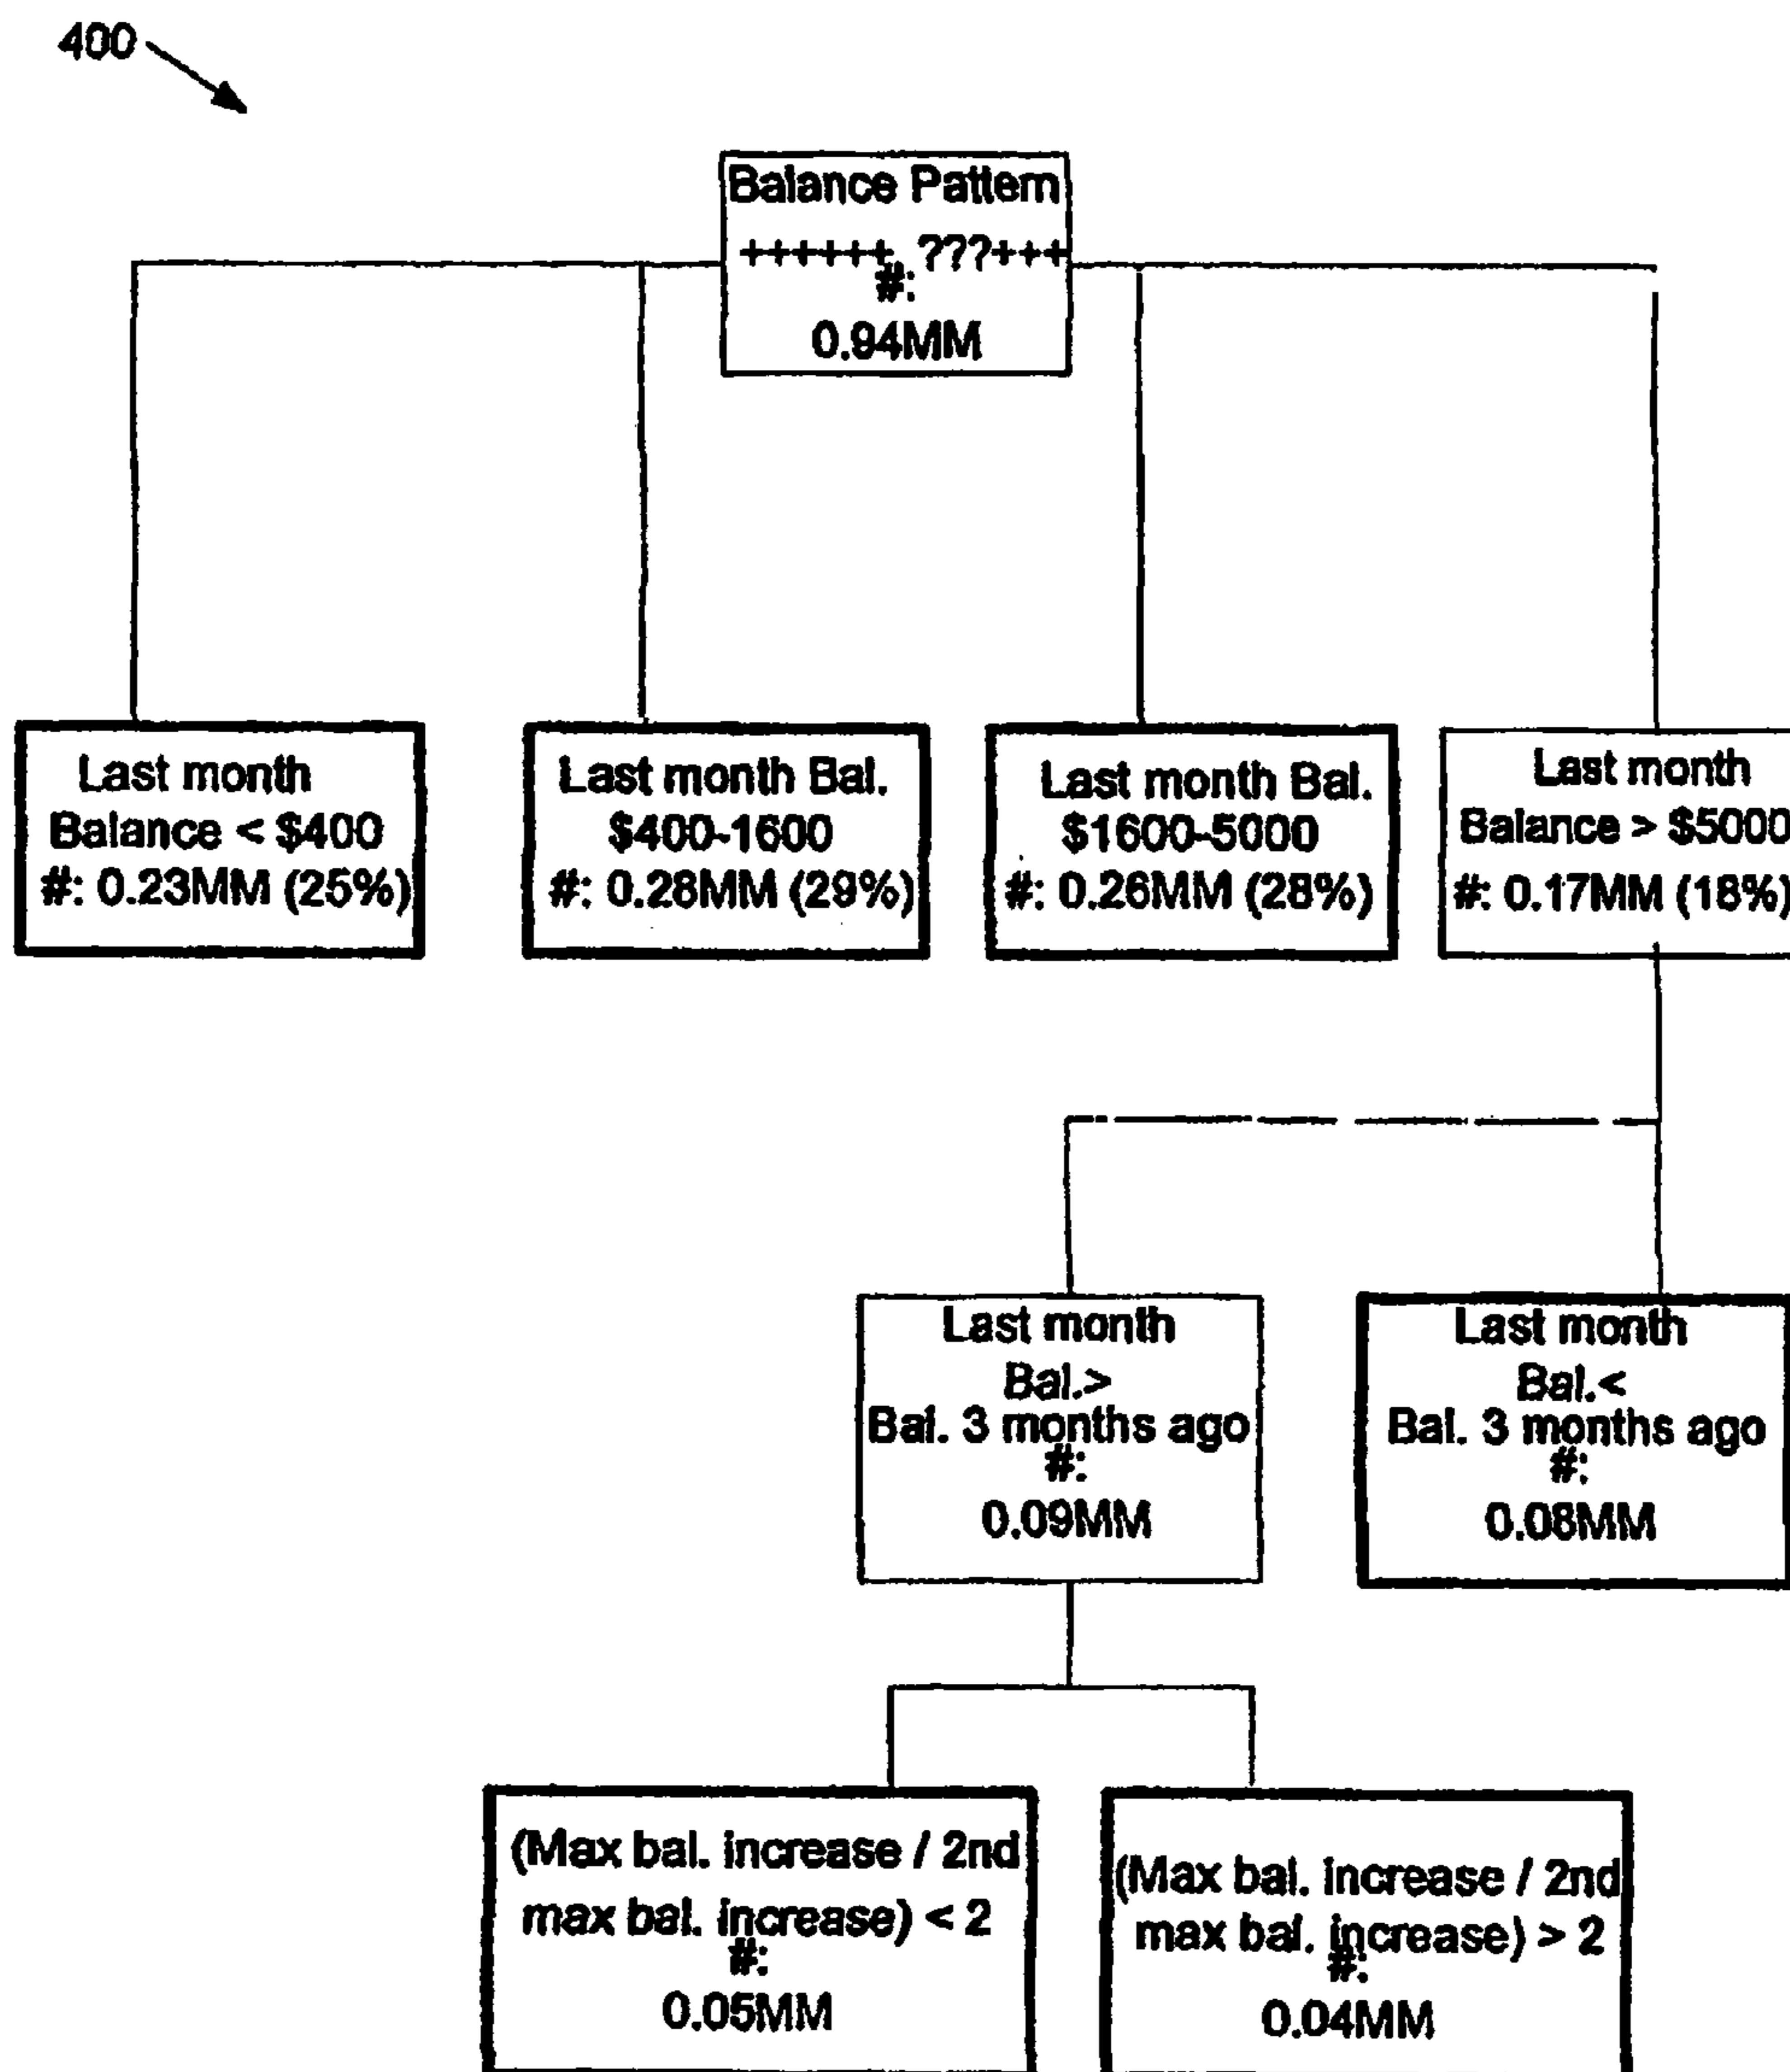 400
Balance Pattern
++++++ ???+++
#:
0.94MM
Last month
Balance < $400
#: 0.23MM (25%)
Last month Bal.
$400-1600
#: 0.28MM (29%)
Last month Bal.
$1600-5000
#: 0.26MM (28%)
Last month
Balance > $5000
#: 0.17MM (18%)
Last month
Bal.>
Bal. 3 months ago
#:
0.09MM
Last month
Bal.<
Bal. 3 months ago
#:
0.08MM
(Max bal. increase / 2nd
max bal. increase) < 2
#:
0.05MM
(Max bal. increase / 2nd
max bal. increase) > 2
#:
0.04MM